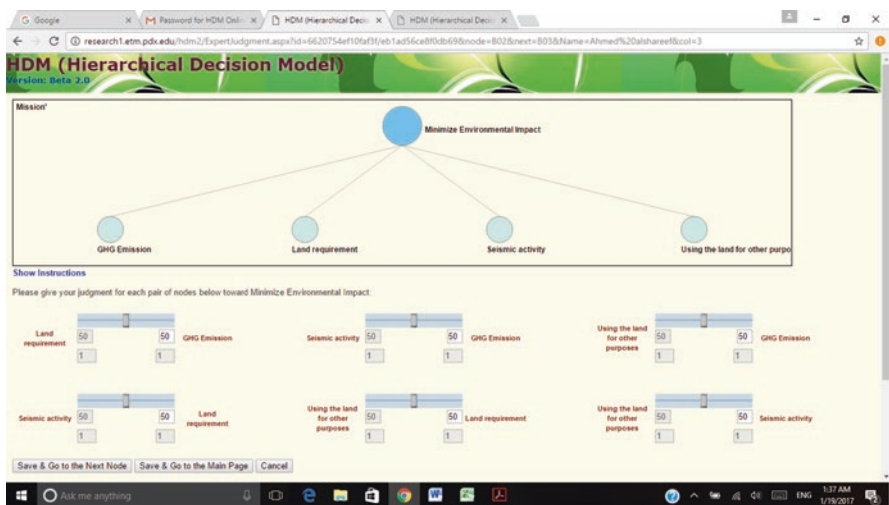 Google
Password for HDM Onlin
HDM (Hierarchical Decis
HDM (Hierarchical Decis
research1.etm.pdx.edu/hdm2/ExpertJudgment.aspx?id=6620754ef10faf3f/eb1ad56ce8f0db69&inode=B02&next=B03&Name=Ahmed%20alshareef&col=3
HDM (Hierarchical Decision Model)
Version: Beta 2.0
Mission'
Minimize Environmental Impact
GHG Emission
Land requirement
Seismic activity
Using the land for other purpo
Show Instructions
Please give your judgment for each pair of nodes below toward Minimize Environmental Impact:
Land requirement 50 50 GHG Emission
1 1
Seismic activity 50 50 GHG Emission
1 1
Using the land for other purposes 50 50 GHG Emission
1 1
Seismic activity 50 50 Land requirement
1 1
Using the land for other purposes 50 50 Land requirement
1 1
Using the land for other purposes 50 50 Seismic activity
1 1
Save & Go to the Next Node
Save & Go to the Main Page
Cancel
Ask me anything
ENG
1:37 AM
1/19/2017